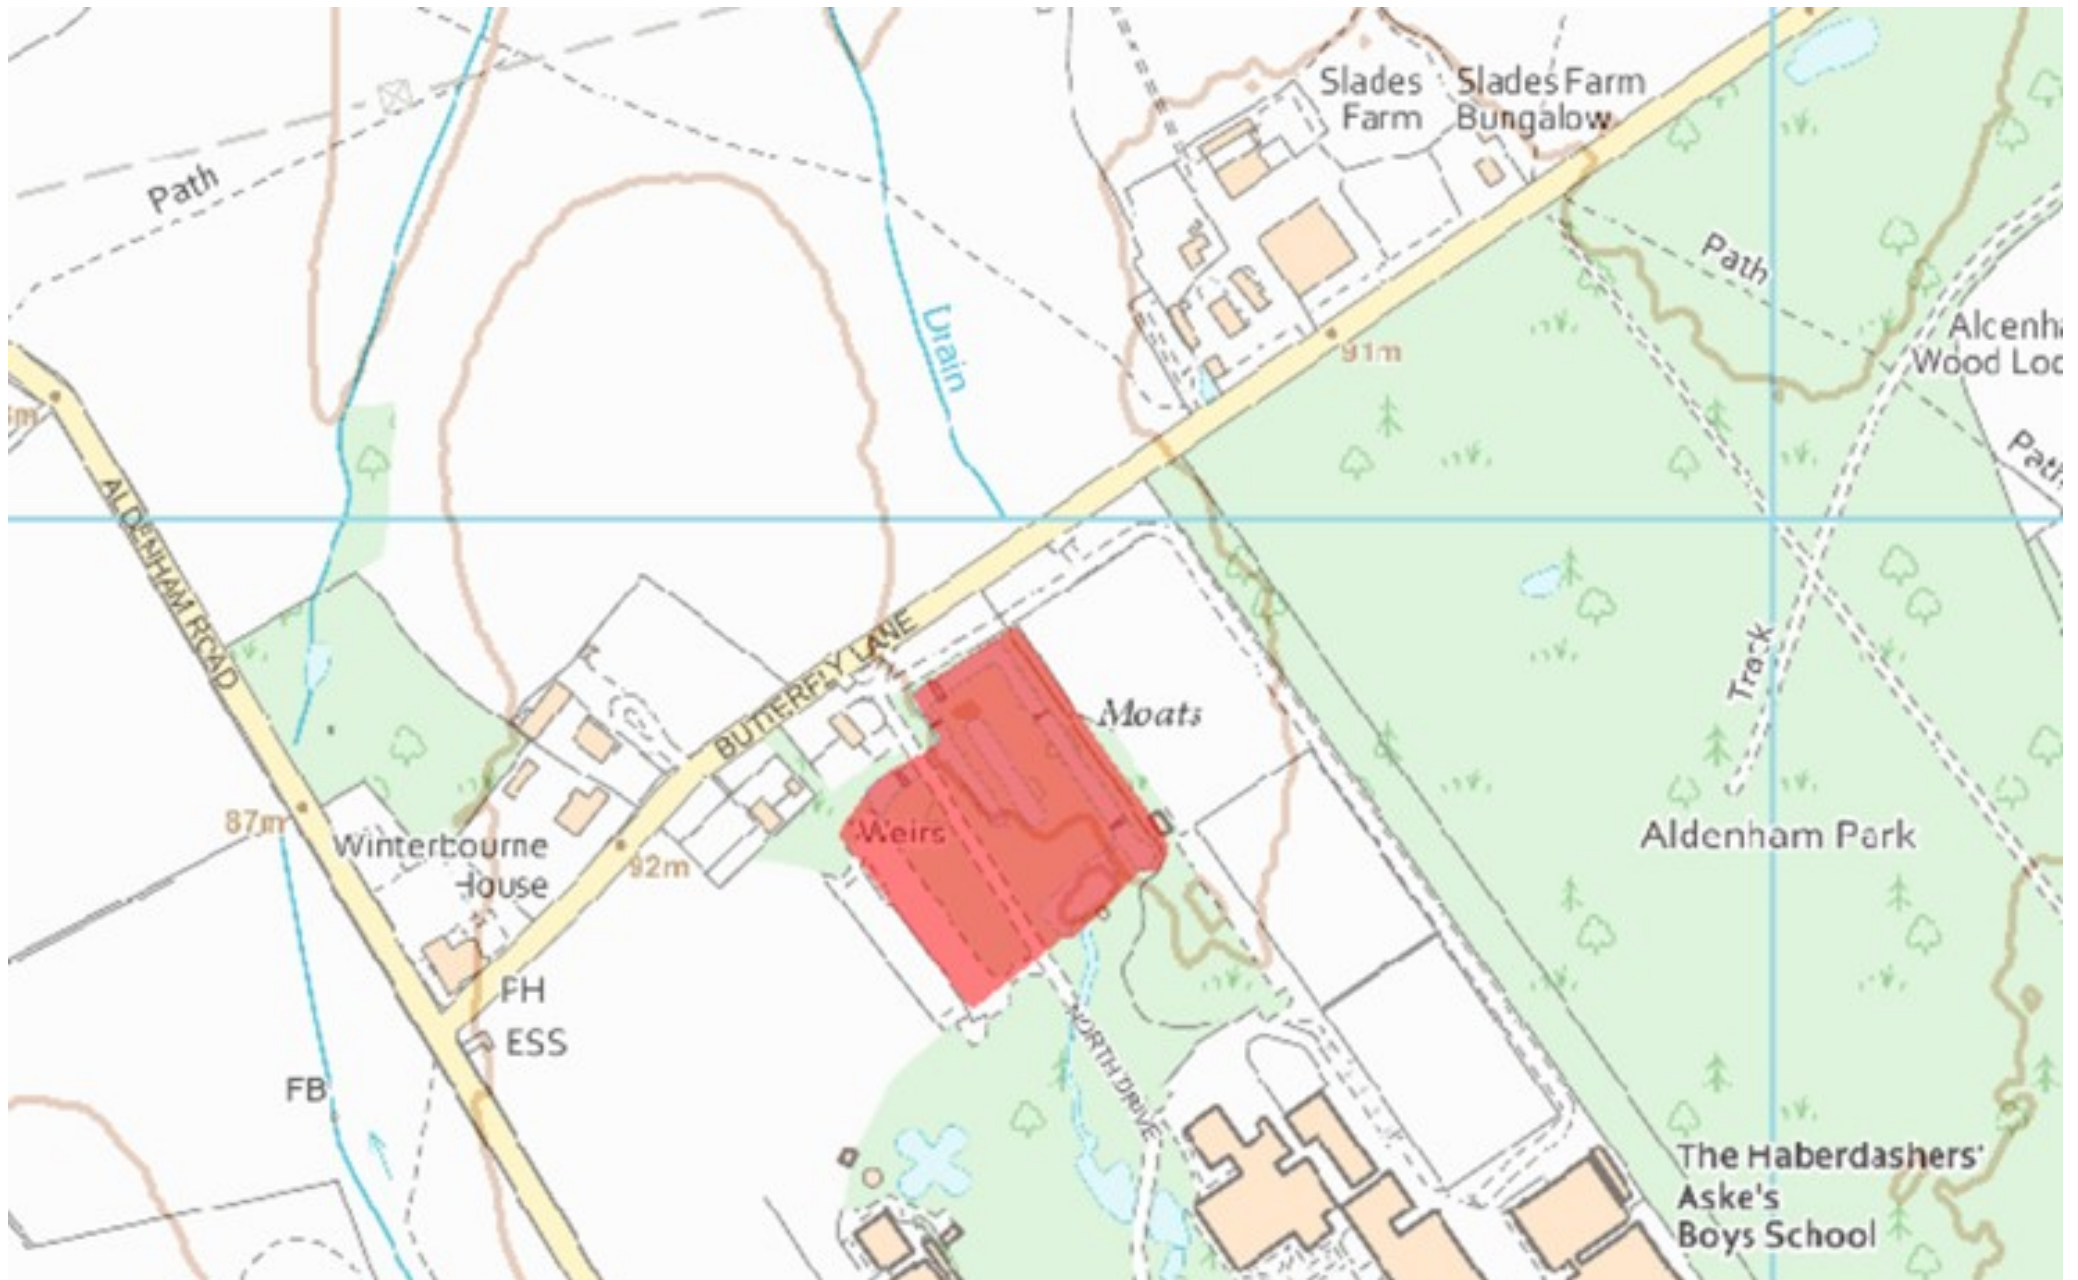 Slades
Farm
Slades Farm
Bungalow
Path
Path
Drain
91m
Alcenh
Wood Loc
Path
ALDENHAM ROAD
BUTTERFLY LANE
Moats
Track
87m
Winterbourne
House
92m
Weirs
Aldenham Park
PH
ESS
FB
NORTH DRIVE
The Haberdashers'
Aske's
Boys School